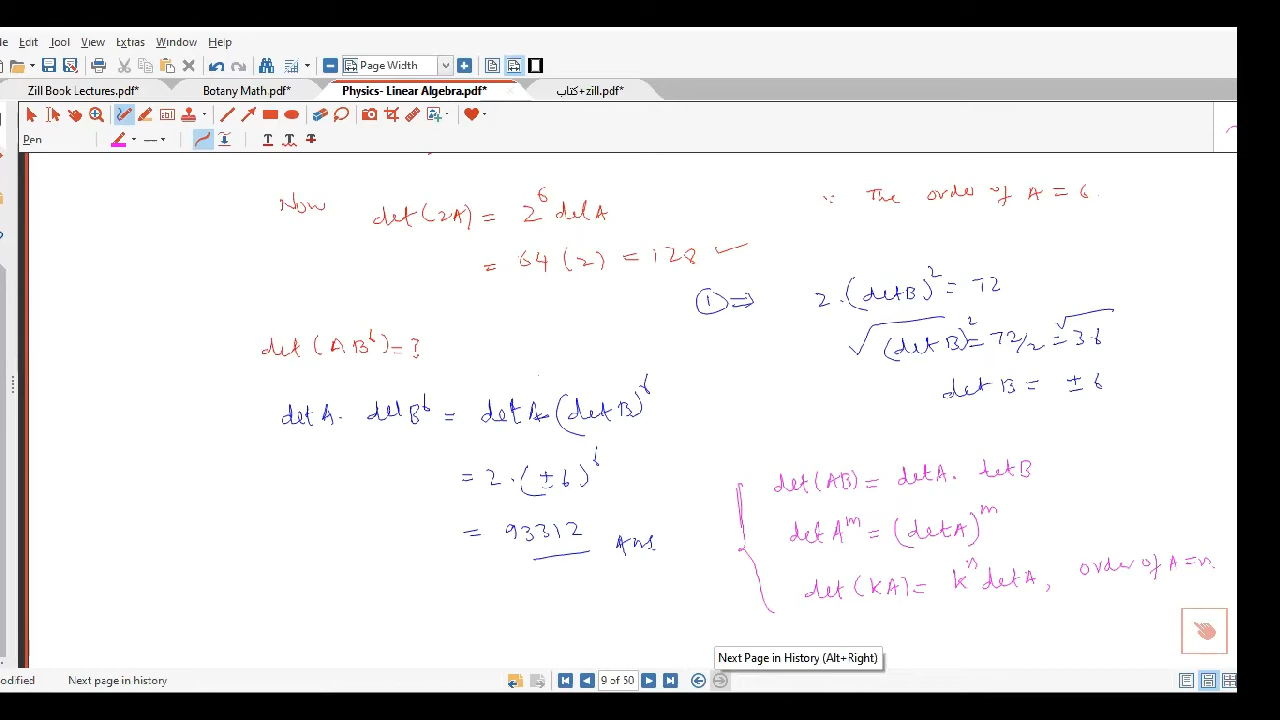 le Edit Tool View Extras Window Help
Page Width
Zill Book Lectures.pdf* Botany Math.pdf* Physics- Linear Algebra.pdf* کتاب+zill.pdf*
Pen
Now det(2A) = 2^6 det A ∵ The order of A = 6.
= 64 (2) = 128 ✓
① ⇒ 2.(det B)^2 = 72
√(det B)^2 = 72/2 = √36
det B = ± 6
det (A B^6) = ?
det A. det B^6 = det A.(det B)^6
= 2.(± 6)^6
= 93312 Ans.
det(AB) = det A. det B
det A^m = (det A)^m
det (KA) = K^n det A, order of A = n.
Next Page in History (Alt+Right)
odified Next page in history 9 of 50